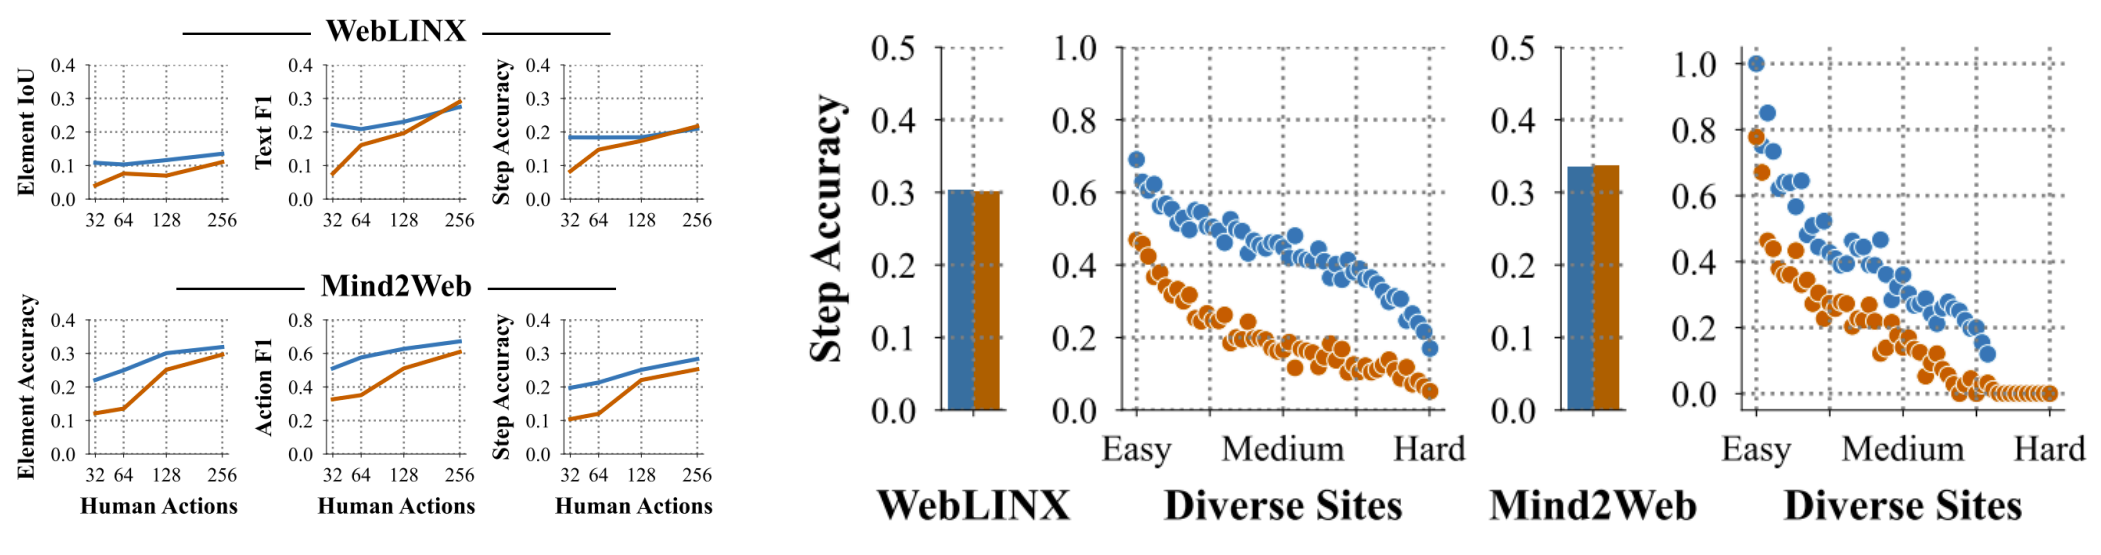 WebLINX
Element IoU
0.4
0.3
0.2
0.1
0.0
32 64 128 256
Text F1
0.4
0.3
0.2
0.1
0.0
32 64 128 256
Step Accuracy
0.4
0.3
0.2
0.1
0.0
32 64 128 256
Mind2Web
Element Accuracy
0.4
0.3
0.2
0.1
0.0
32 64 128 256
Human Actions
Action F1
0.8
0.6
0.4
0.2
0.0
32 64 128 256
Human Actions
Step Accuracy
0.4
0.3
0.2
0.1
0.0
32 64 128 256
Human Actions
Step Accuracy
0.5
0.4
0.3
0.2
0.1
0.0
WebLINX
1.0
0.8
0.6
0.4
0.2
0.0
Easy Medium Hard
Diverse Sites
0.5
0.4
0.3
0.2
0.1
0.0
Mind2Web
1.0
0.8
0.6
0.4
0.2
0.0
Easy Medium Hard
Diverse Sites